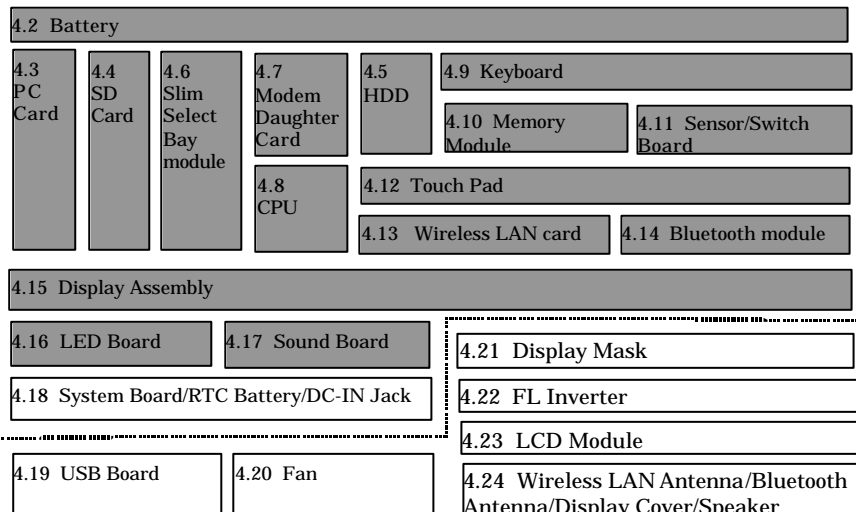 4.2 Battery
4.3
PC
Card
4.4
SD
Card
4.6
Slim
Select
Bay
module
4.7
Modem
Daughter
Card
4.5
HDD
4.9 Keyboard
4.10 Memory
Module
4.11 Sensor/Switch
Board
4.8
CPU
4.12 Touch Pad
4.13 Wireless LAN card
4.14 Bluetooth module
4.15 Display Assembly
4.16 LED Board
4.17 Sound Board
4.18 System Board/RTC Battery/DC-IN Jack
4.19 USB Board
4.20 Fan
4.21 Display Mask
4.22 FL Inverter
4.23 LCD Module
4.24 Wireless LAN Antenna/Bluetooth
Antenna/Display Cover/Speaker